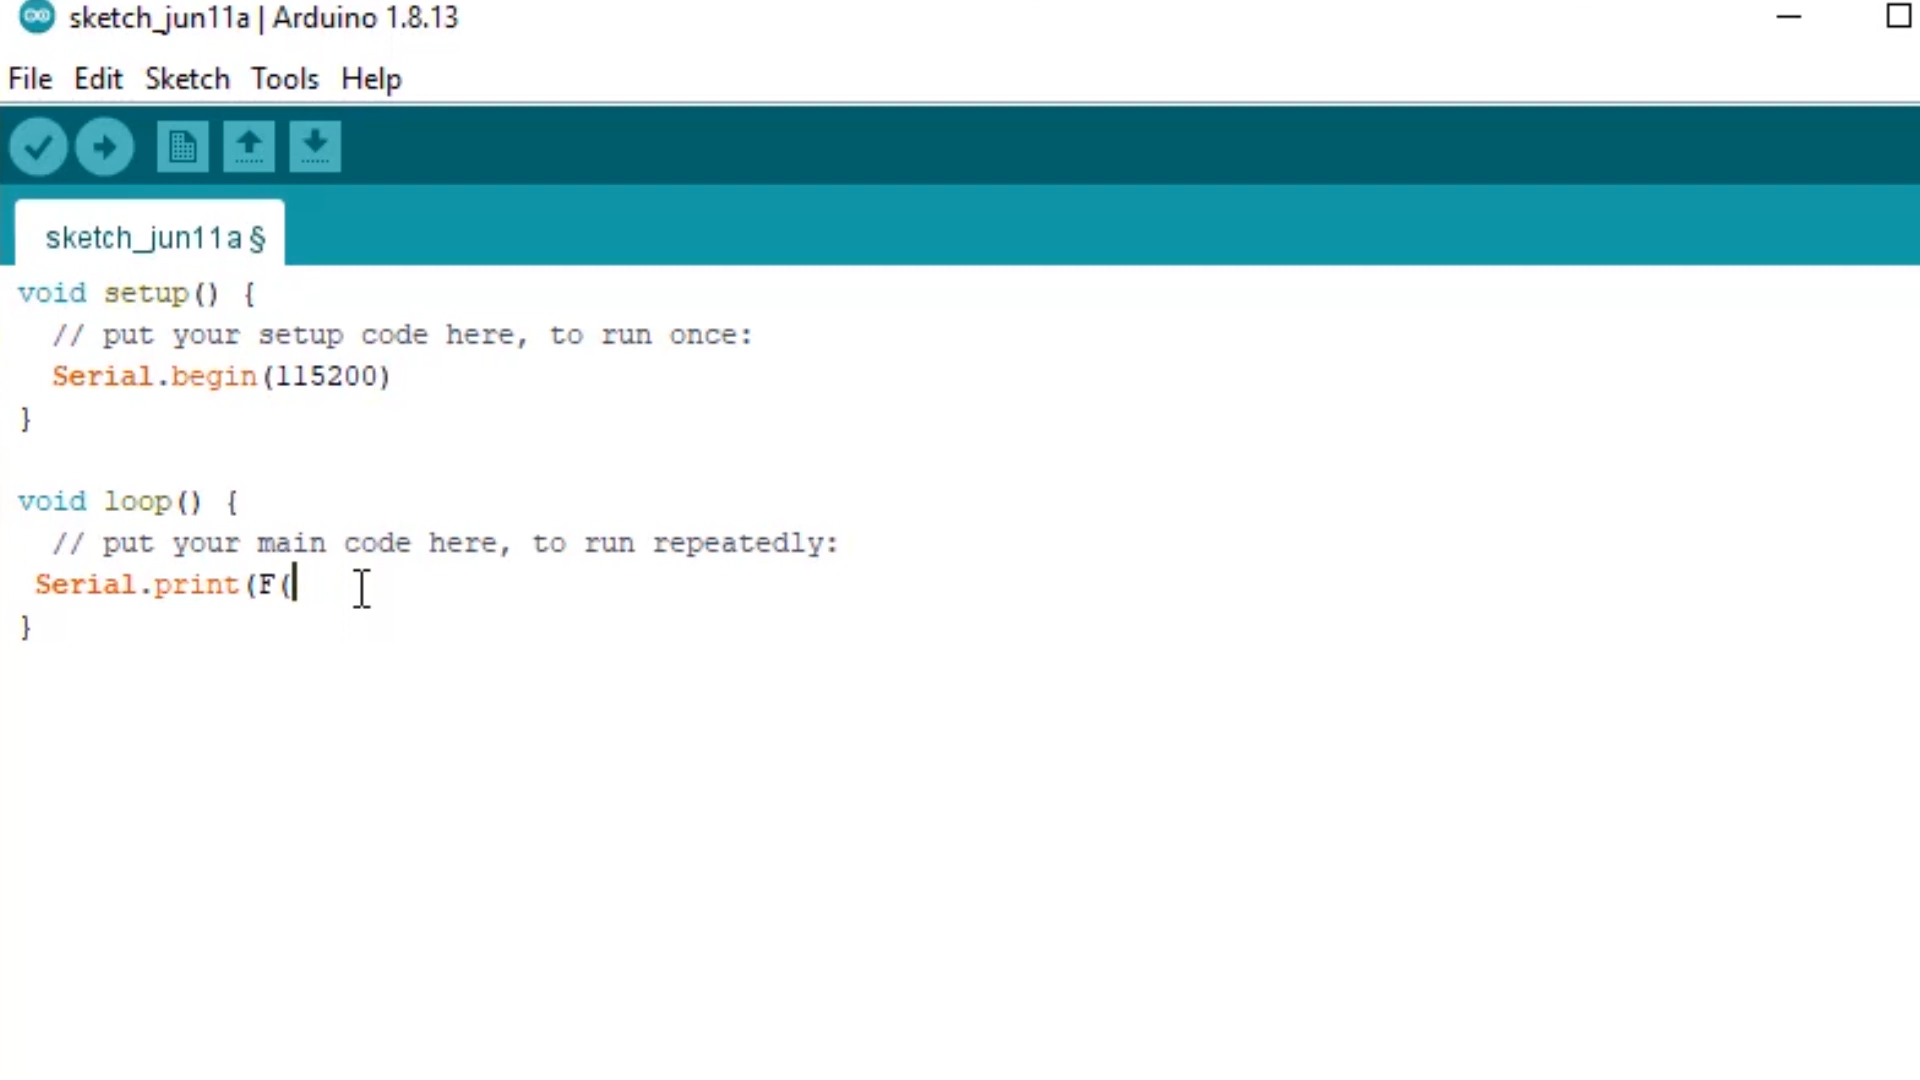 sketch_jun11a | Arduino 1.8.13
File Edit Sketch Tools Help
sketch_jun11a §
void setup() {
  // put your setup code here, to run once:
  Serial.begin(115200)
}

void loop() {
  // put your main code here, to run repeatedly:
 Serial.print(F(
}